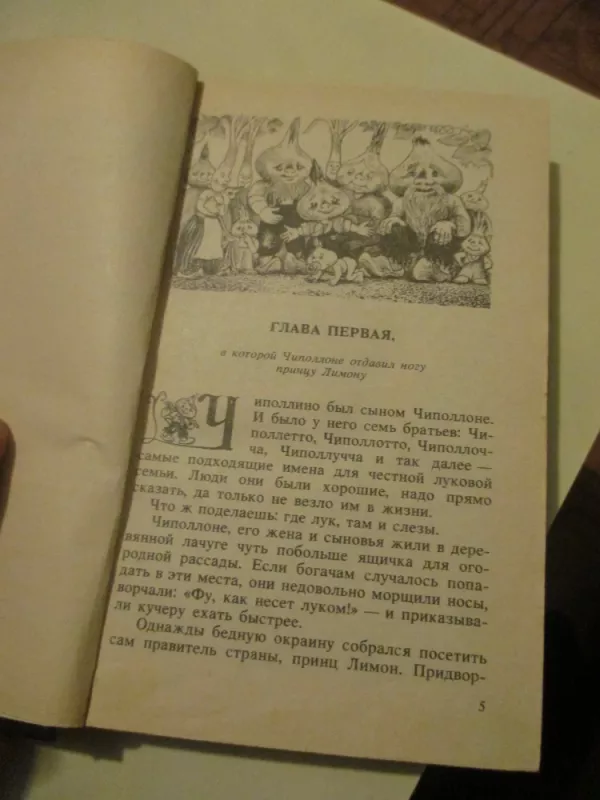 ГЛАВА ПЕРВАЯ,
в которой Чиполлоне отдавил ногу
принцу Лимону
Чиполлино был сыном Чиполлоне.
И было у него семь братьев: Чи-
поллетто, Чиполлотто, Чиполлоч-
ча, Чиполлучча и так далее —
самые подходящие имена для честной луковой
семьи. Люди они были хорошие, надо прямо
сказать, да только не везло им в жизни.
Что ж поделаешь: где лук, там и слезы.
Чиполлоне, его жена и сыновья жили в дере-
вянной лачуге чуть побольше ящичка для ого-
родной рассады. Если богачам случалось попа-
дать в эти места, они недовольно морщили носы,
ворчали: «Фу, как несет луком!» — и приказыва-
ли кучеру ехать быстрее.
Однажды бедную окраину собрался посетить
сам правитель страны, принц Лимон. Придвор-
5